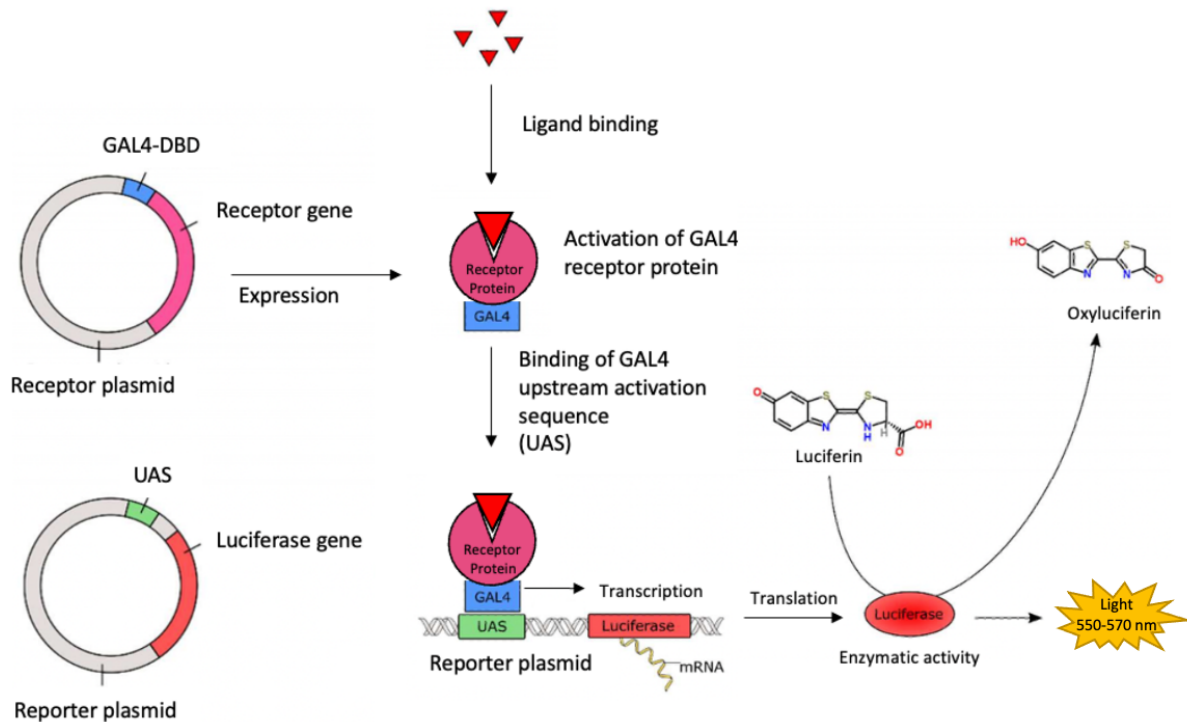 Ligand binding
GAL4-DBD
Receptor gene
Expression
Receptor plasmid
Receptor
Protein
GAL4
Activation of GAL4
receptor protein
Binding of GAL4
upstream activation
sequence
(UAS)
HO
S
N
S
N
O
Oxyluciferin
O
S
N
S
N
H
H
O
OH
Luciferin
UAS
Luciferase gene
Reporter plasmid
Receptor
Protein
GAL4
Transcription
UAS
Luciferase
Reporter plasmid
mRNA
Translation
Luciferase
Enzymatic activity
Light
550-570 nm